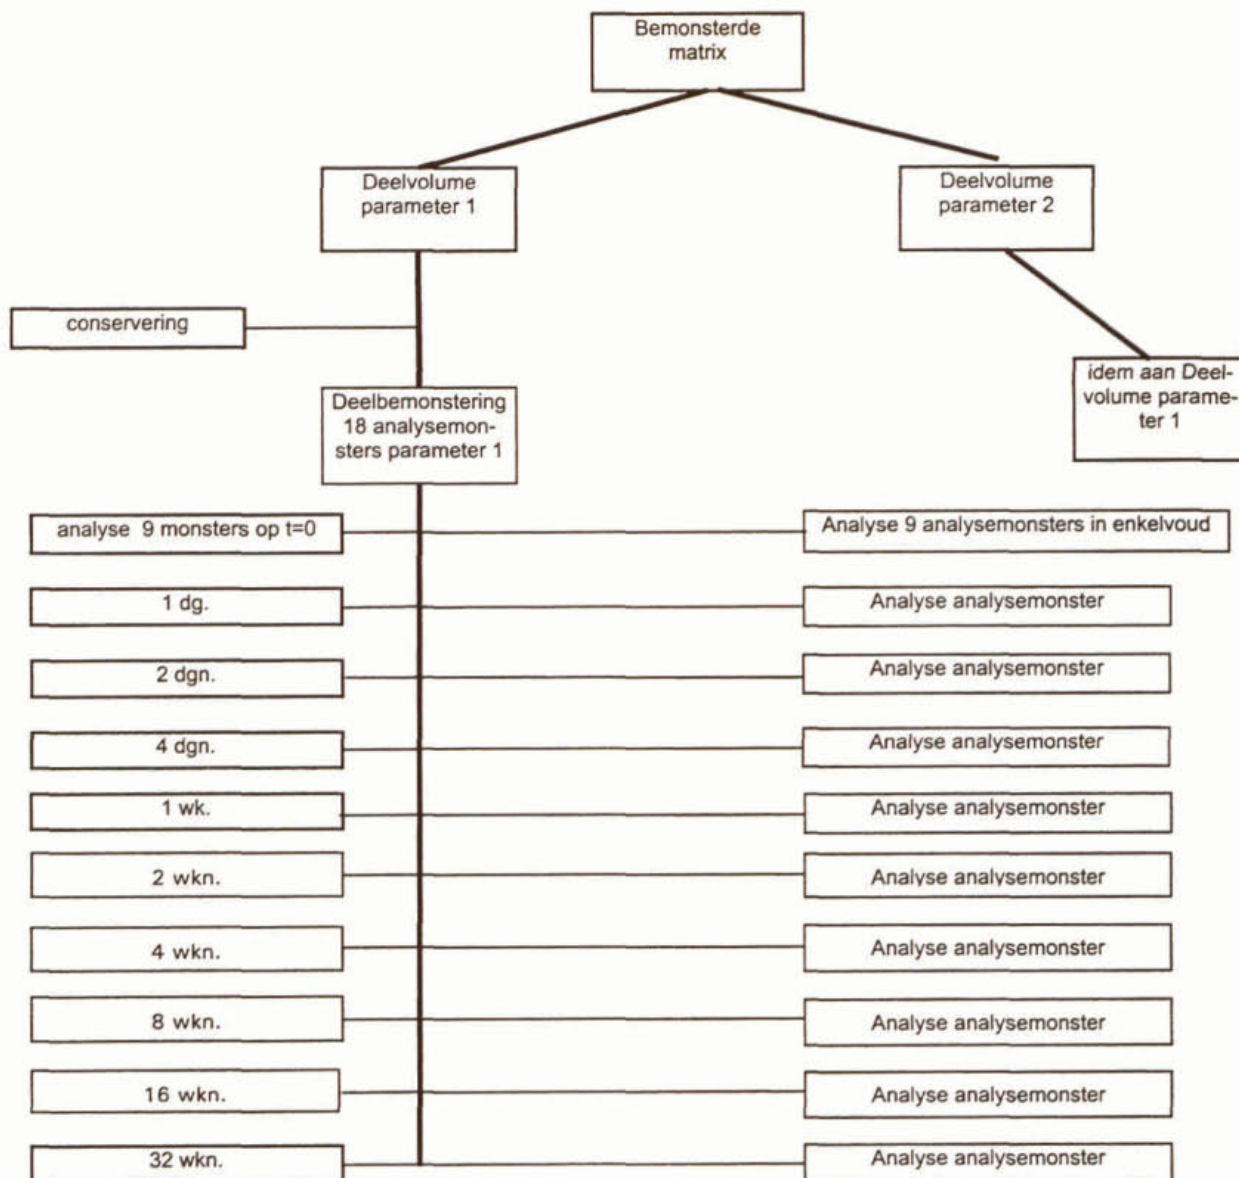 Bemonsterde
matrix
Deelvolume
parameter 1
Deelvolume
parameter 2
conservering
idem aan Deel-
volume parame-
ter 1
Deelbemonstering
18 analysemon-
sters parameter 1
analyse 9 monsters op t=0
Analyse 9 analysemonsters in enkelvoud
1 dg.
Analyse analysemonster
2 dgn.
Analyse analysemonster
4 dgn.
Analyse analysemonster
1 wk.
Analyse analysemonster
2 wkn.
Analyse analysemonster
4 wkn.
Analyse analysemonster
8 wkn.
Analyse analysemonster
16 wkn.
Analyse analysemonster
32 wkn.
Analyse analysemonster